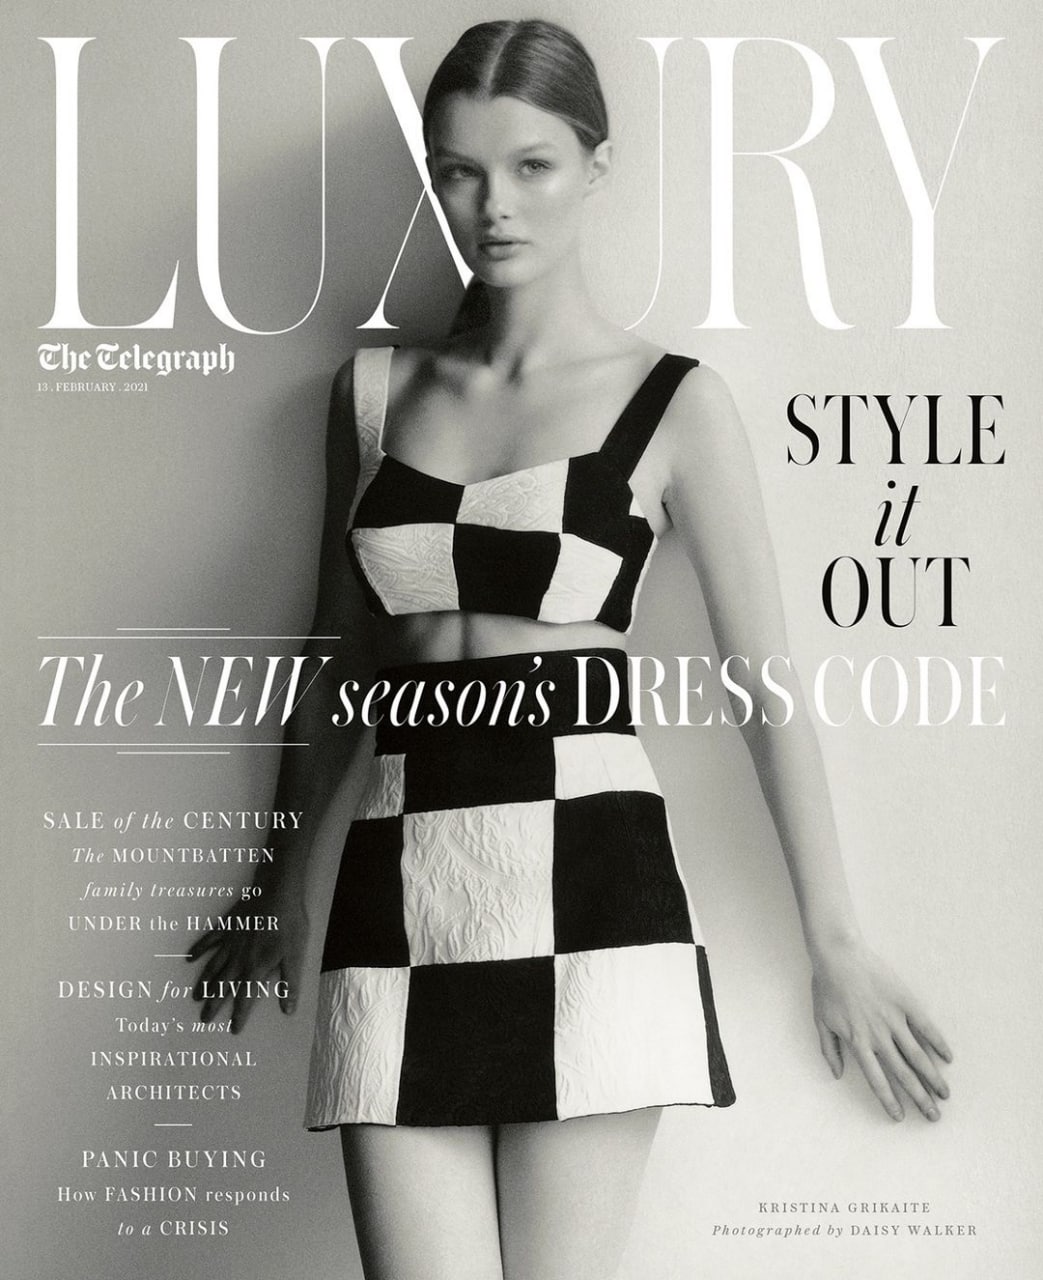 LUXURY
The Telegraph
13 . FEBRUARY . 2021
STYLE
it
OUT
The NEW season's DRESS CODE
SALE of the CENTURY
The MOUNTBATTEN
family treasures go
UNDER the HAMMER
DESIGN for LIVING
Today's most
INSPIRATIONAL
ARCHITECTS
PANIC BUYING
How FASHION responds
to a CRISIS
KRISTINA GRIKAITE
Photographed by DAISY WALKER